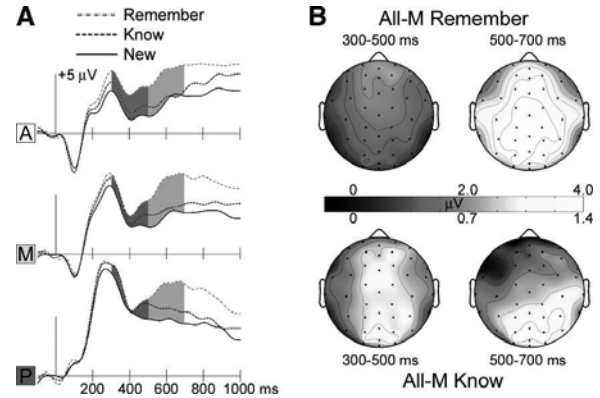 A
Remember
Know
New
+5 μV
A
M
P
200 400 600 800 1000 ms
B
All-M Remember
300-500 ms 500-700 ms
0 2.0 4.0
μV
0 0.7 1.4
300-500 ms 500-700 ms
All-M Know